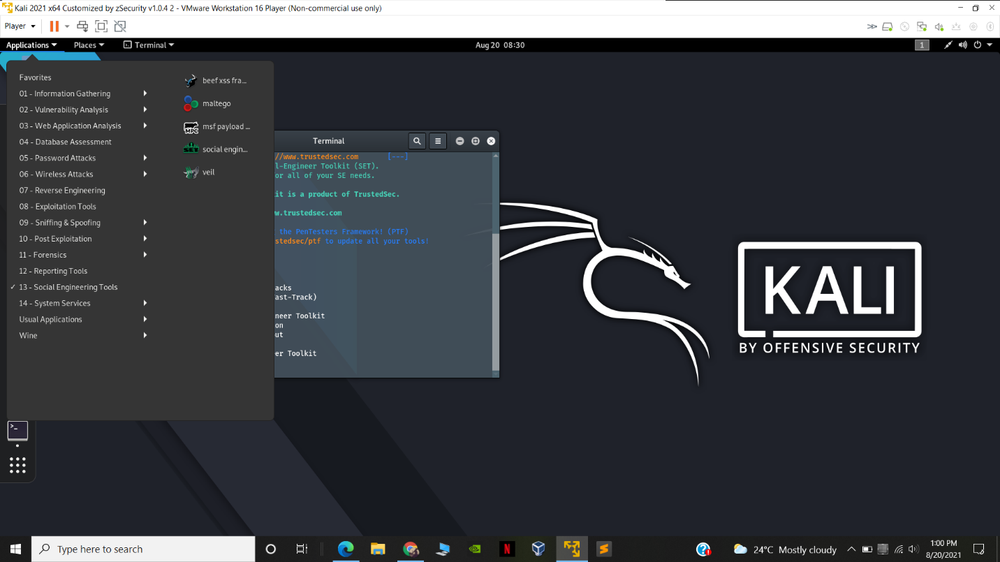 Kali 2021 x64 Customized by zSecurity v1.0.4 2 - VMware Workstation 16 Player (Non-commercial use only)
Player
Applications Places Terminal Aug 20 08:30 1
Favorites
01 - Information Gathering
02 - Vulnerability Analysis
03 - Web Application Analysis
04 - Database Assessment
05 - Password Attacks
06 - Wireless Attacks
07 - Reverse Engineering
08 - Exploitation Tools
09 - Sniffing & Spoofing
10 - Post Exploitation
11 - Forensics
12 - Reporting Tools
13 - Social Engineering Tools
14 - System Services
Usual Applications
Wine
beef xss fra...
maltego
MPC
msf payload ...
SET
social engin...
veil
Terminal
//www.trustedsec.com [---]
l-Engineer Toolkit (SET).
or all of your SE needs.
it is a product of TrustedSec.
w.trustedsec.com
the PenTesters Framework! (PTF)
stedsec/ptf to update all your tools!
acks
ast-Track)
neer Toolkit
on
ut
er Toolkit
KALI
BY OFFENSIVE SECURITY
Type here to search
N
S
24°C Mostly cloudy
1:00 PM
8/20/2021